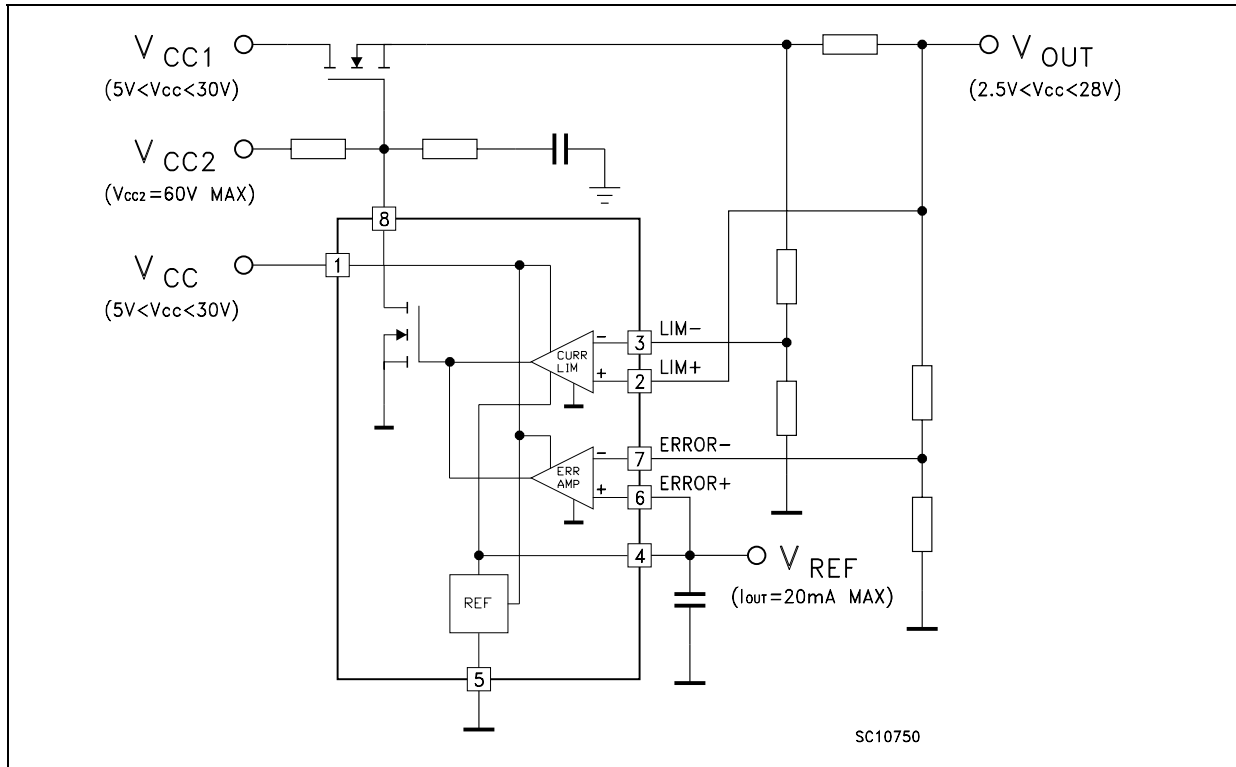 V CC1
(5V<Vcc<30V)
V OUT
(2.5V<Vcc<28V)
V CC2
(Vcc2=60V MAX)
8
V CC
(5V<Vcc<30V)
1
- 3 LIM-
CURR
LIM
+ 2 LIM+
- 7 ERROR-
ERR
AMP
+ 6 ERROR+
4
V REF
(IOUT=20mA MAX)
REF
5
SC10750